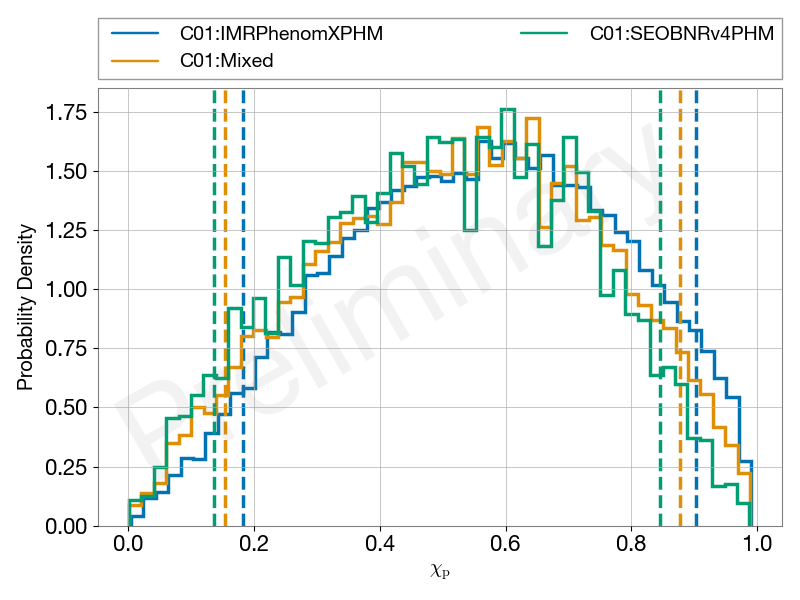 C01:IMRPhenomXPHM
C01:Mixed
C01:SEOBNRv4PHM
Preliminary
Probability Density
1.75
1.50
1.25
1.00
0.75
0.50
0.25
0.00
0.0 0.2 0.4 0.6 0.8 1.0
χp